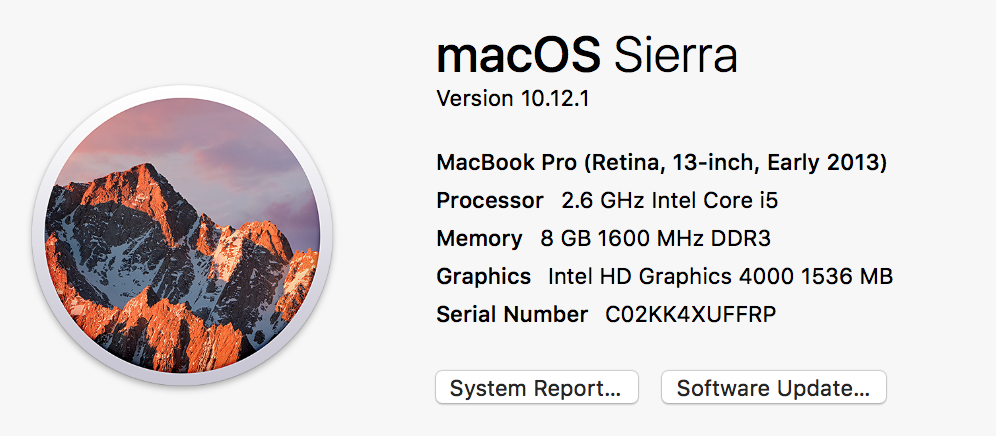 macOS Sierra
Version 10.12.1
MacBook Pro (Retina, 13-inch, Early 2013)
Processor 2.6 GHz Intel Core i5
Memory 8 GB 1600 MHz DDR3
Graphics Intel HD Graphics 4000 1536 MB
Serial Number C02KK4XUFFRP
System Report... Software Update...